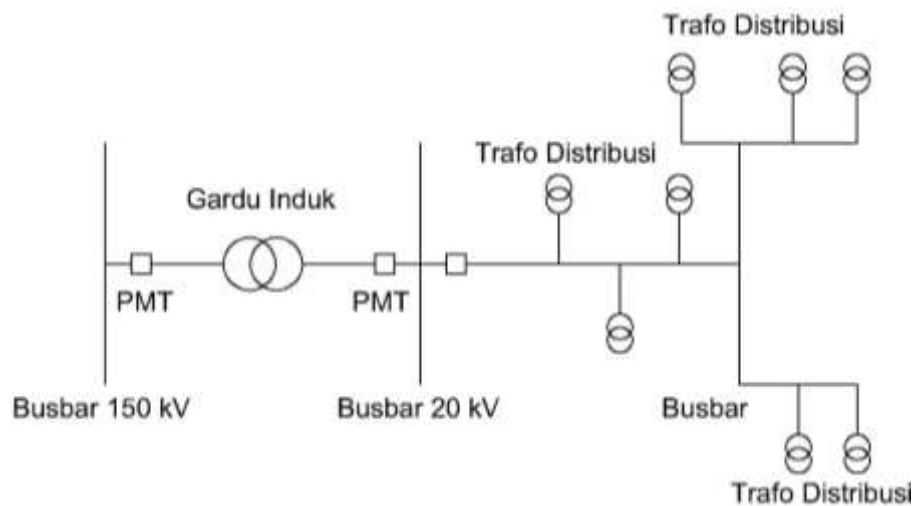 Trafo Distribusi
Trafo Distribusi
Gardu Induk
PMT
PMT
Busbar 150 kV
Busbar 20 kV
Busbar
Trafo Distribusi